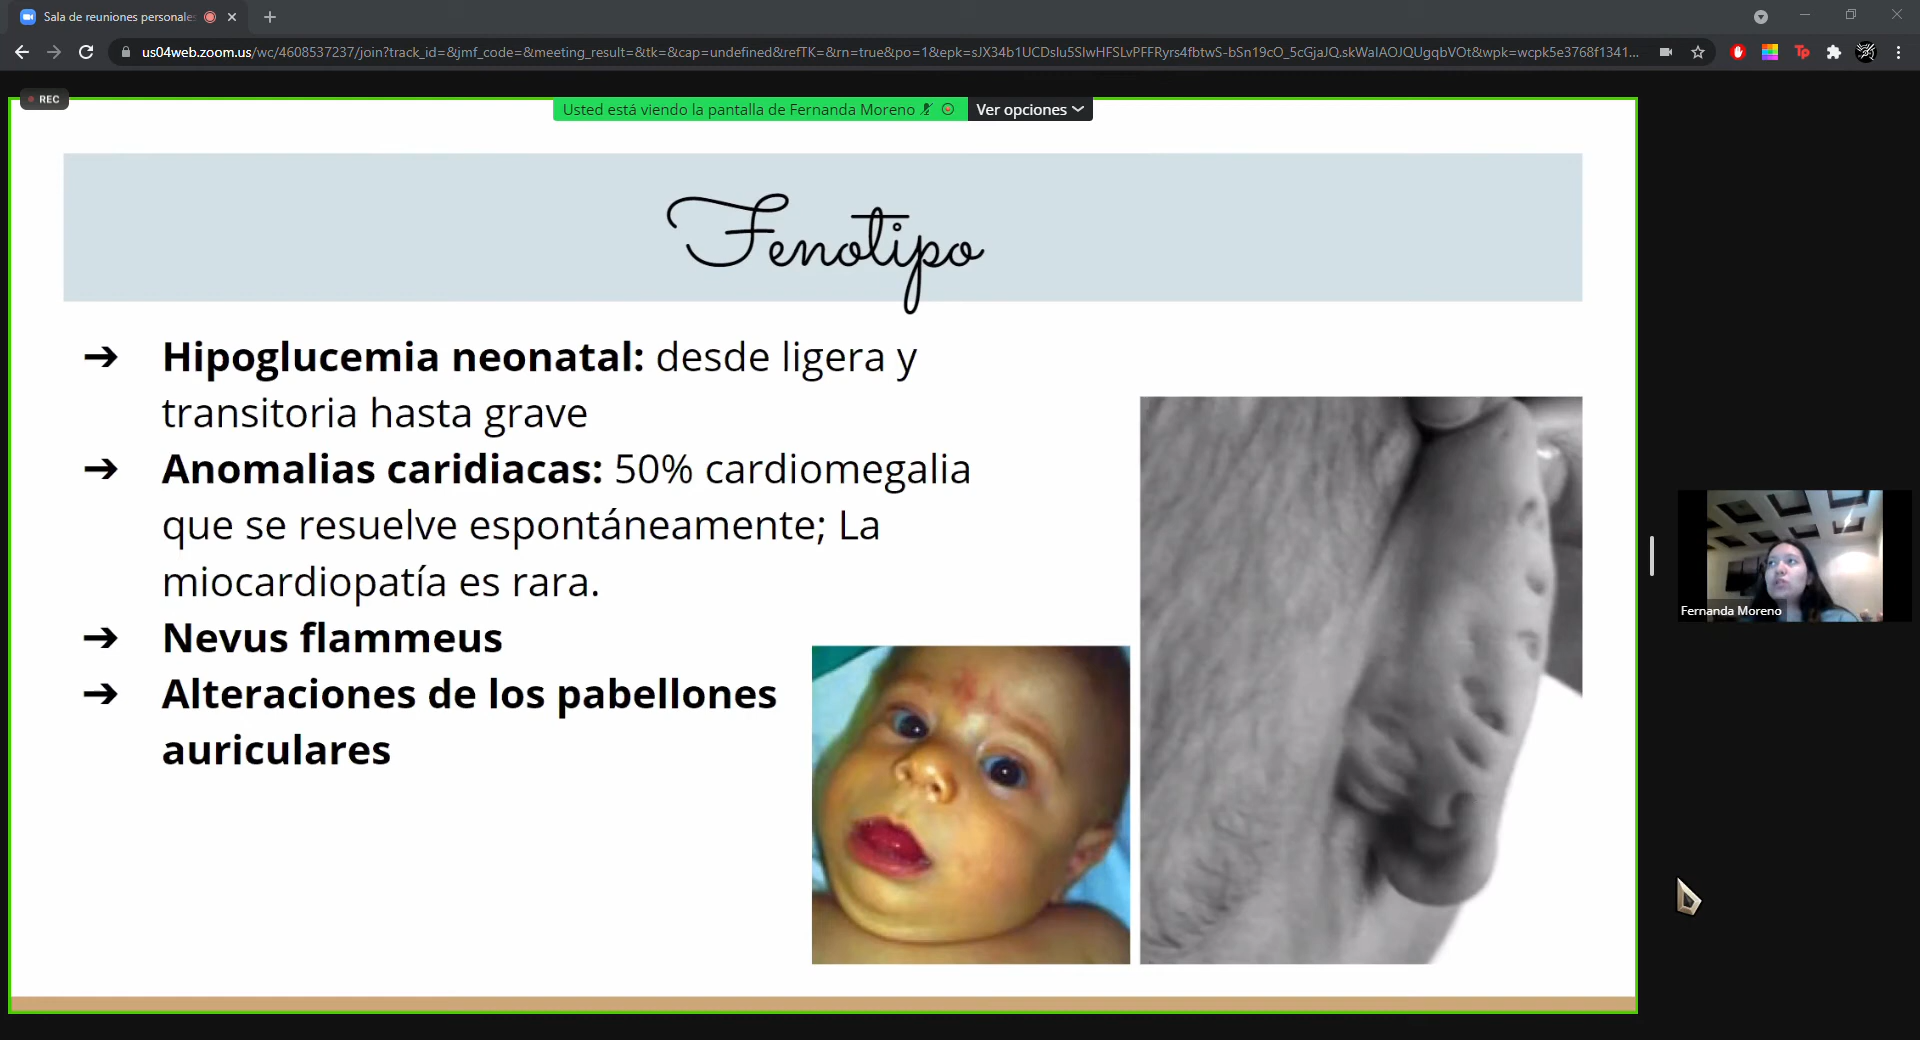 Sala de reuniones personales
us04web.zoom.us/wc/4608537237/join?track_id=&jmf_code=&meeting_result=&tk=&cap=undefined&refTK=&rn=true&po=1&epk=sJX34b1UCDslu5SlwHFSLvPFFRyrs4fbtwS-bSn19cO_5cGjaJQ.skWaIAOJQUgqbVOt&wpk=wcpk5e3768f1341...
REC
Usted está viendo la pantalla de Fernanda Moreno
Ver opciones
Fenotipo
➔ Hipoglucemia neonatal: desde ligera y
transitoria hasta grave
➔ Anomalias caridiacas: 50% cardiomegalia
que se resuelve espontáneamente; La
miocardiopatía es rara.
➔ Nevus flammeus
➔ Alteraciones de los pabellones
auriculares
Fernanda Moreno